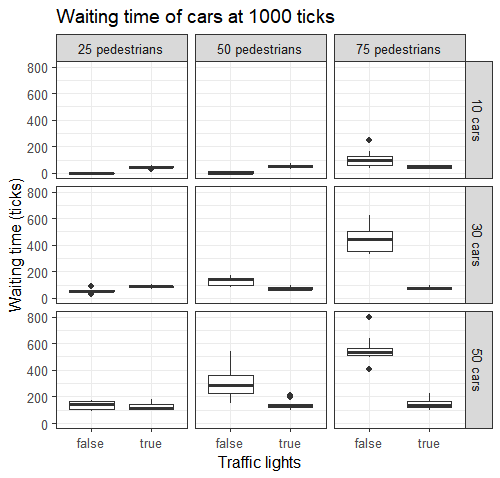 Waiting time of cars at 1000 ticks
25 pedestrians 50 pedestrians 75 pedestrians
Waiting time (ticks)
800
600
400
200
0
10 cars
800
600
400
200
0
30 cars
800
600
400
200
0
50 cars
false true false true false true
Traffic lights